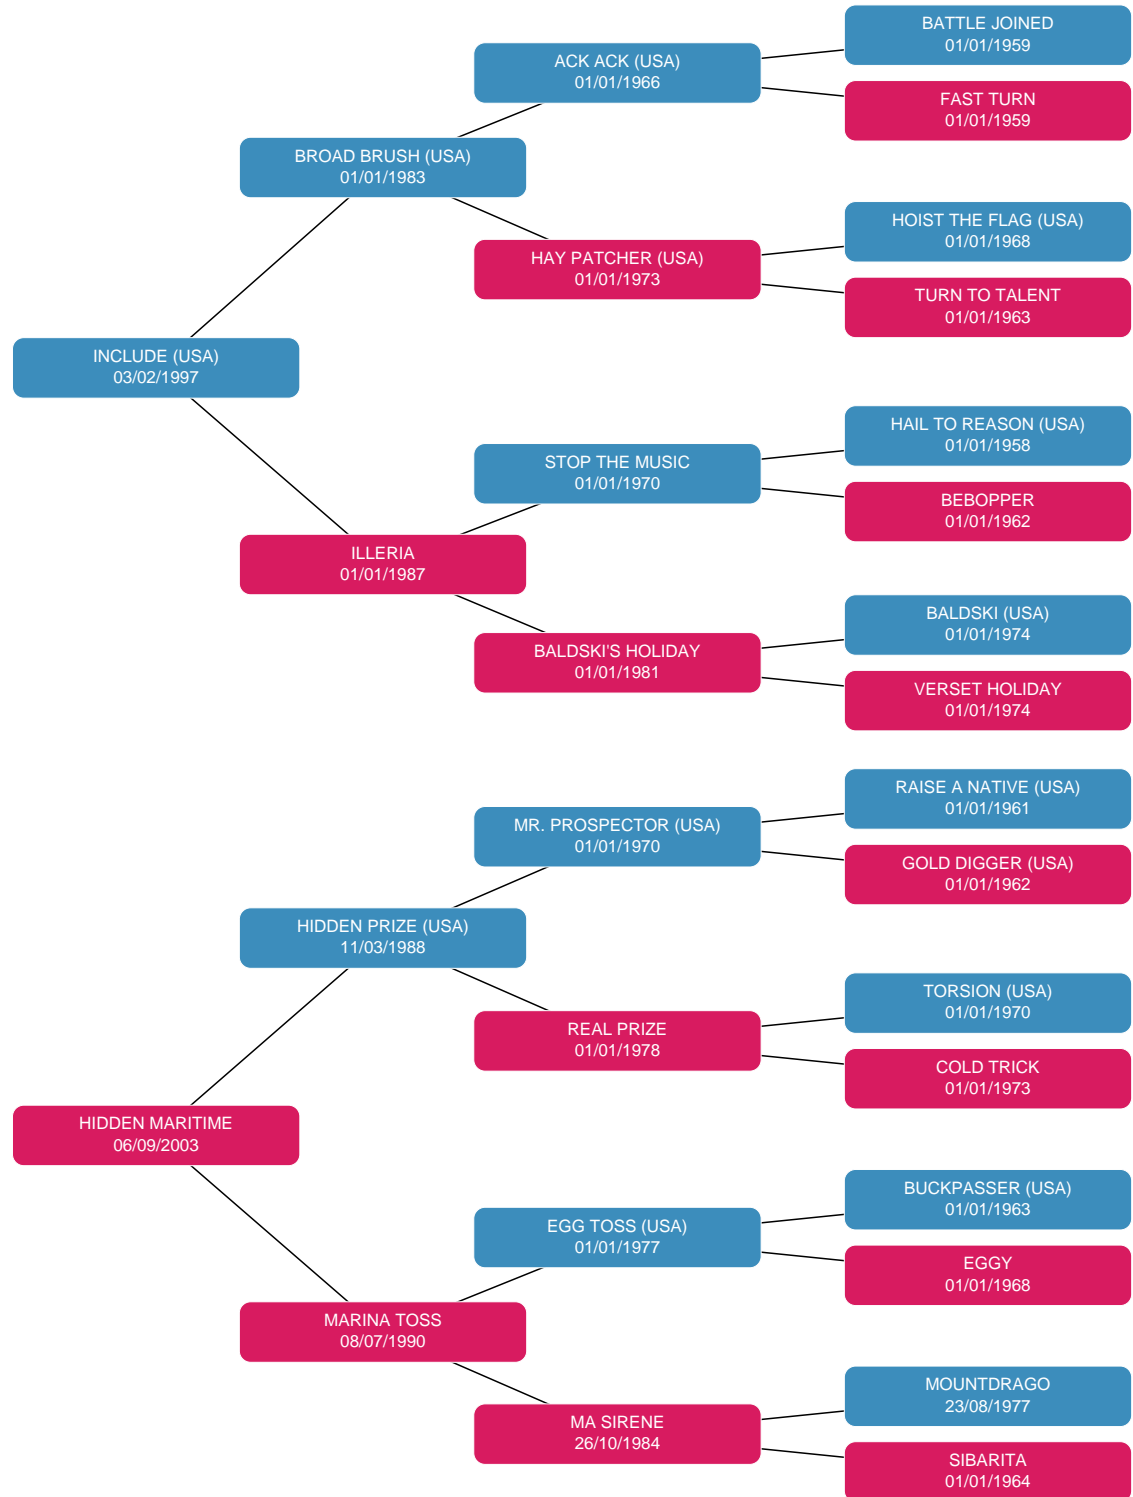 BATTLE JOINED
01/01/1959
ACK ACK (USA)
01/01/1966
FAST TURN
01/01/1959
BROAD BRUSH (USA)
01/01/1983
HOIST THE FLAG (USA)
01/01/1968
HAY PATCHER (USA)
01/01/1973
TURN TO TALENT
01/01/1963
INCLUDE (USA)
03/02/1997
HAIL TO REASON (USA)
01/01/1958
STOP THE MUSIC
01/01/1970
BEBOPPER
01/01/1962
ILLERIA
01/01/1987
BALDSKI (USA)
01/01/1974
BALDSKI'S HOLIDAY
01/01/1981
VERSET HOLIDAY
01/01/1974
RAISE A NATIVE (USA)
01/01/1961
MR. PROSPECTOR (USA)
01/01/1970
GOLD DIGGER (USA)
01/01/1962
HIDDEN PRIZE (USA)
11/03/1988
TORSION (USA)
01/01/1970
REAL PRIZE
01/01/1978
COLD TRICK
01/01/1973
HIDDEN MARITIME
06/09/2003
BUCKPASSER (USA)
01/01/1963
EGG TOSS (USA)
01/01/1977
EGGY
01/01/1968
MARINA TOSS
08/07/1990
MOUNTDRAGO
23/08/1977
MA SIRENE
26/10/1984
SIBARITA
01/01/1964